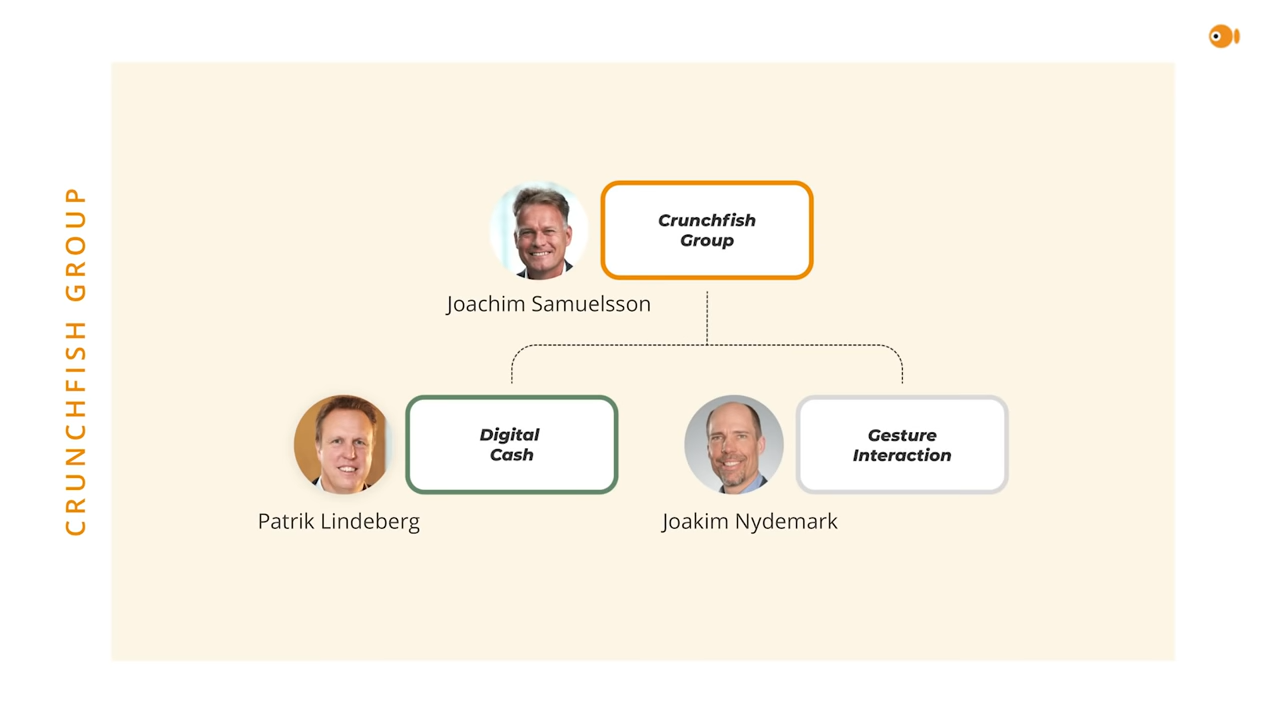 CRUNCHFISH GROUP
Crunchfish
Group
Joachim Samuelsson
Digital
Cash
Gesture
Interaction
Patrik Lindeberg
Joakim Nydemark